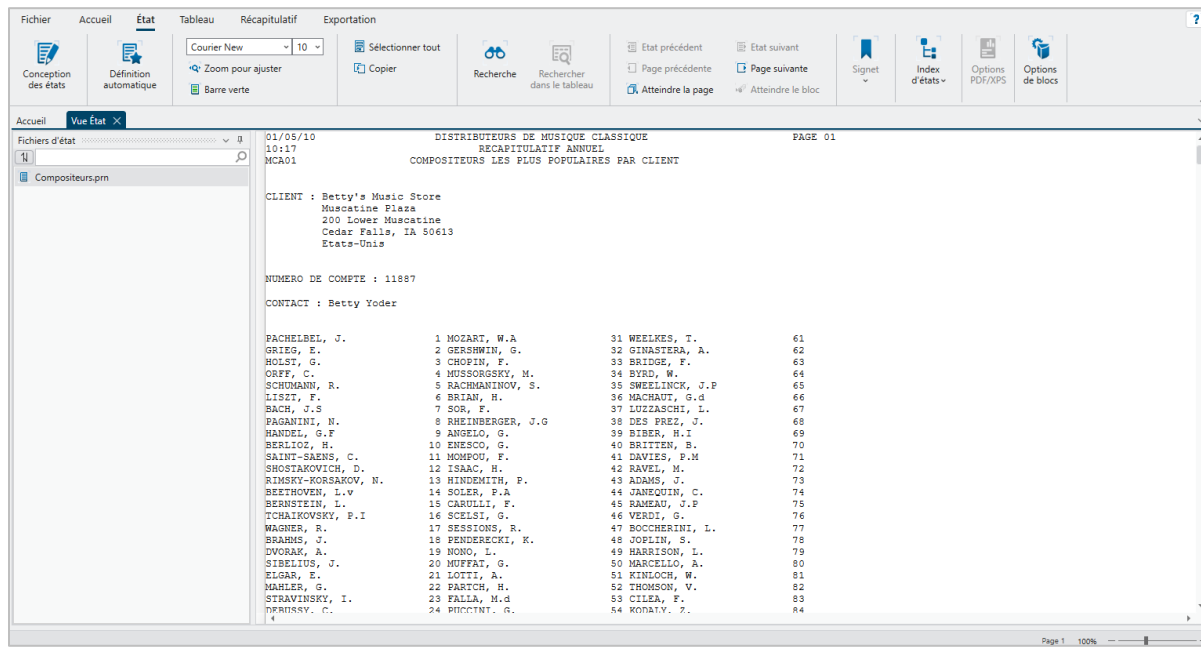 Fichier Accueil État Tableau Récapitulatif Exportation ?
Conception des états
Définition automatique
Courier New 10
Zoom pour ajuster
Barre verte
Sélectionner tout
Copier
Recherche
Rechercher dans le tableau
Etat précédent Etat suivant
Page précédente Page suivante
Atteindre la page Atteindre le bloc
Signet
Index d'états
Options PDF/XPS
Options de blocs
Accueil Vue État
Fichiers d'état
Compositeurs.prn
01/05/10 DISTRIBUTEURS DE MUSIQUE CLASSIQUE PAGE 01
10:17 RECAPITULATIF ANNUEL
MCA01 COMPOSITEURS LES PLUS POPULAIRES PAR CLIENT
CLIENT : Betty's Music Store
Muscatine Plaza
200 Lower Muscatine
Cedar Falls, IA 50613
Etats-Unis
NUMERO DE COMPTE : 11887
CONTACT : Betty Yoder
PACHELBEL, J. 1 MOZART, W.A 31 WEELKES, T. 61
GRIEG, E. 2 GERSHWIN, G. 32 GINASTERA, A. 62
HOLST, G. 3 CHOPIN, F. 33 BRIDGE, F. 63
ORFF, C. 4 MUSSORGSKY, M. 34 BYRD, W. 64
SCHUMANN, R. 5 RACHMANINOV, S. 35 SWEELINCK, J.P 65
LISZT, F. 6 BRIAN, H. 36 MACHAUT, G.d 66
BACH, J.S 7 SOR, F. 37 LUZZASCHI, L. 67
PAGANINI, N. 8 RHEINBERGER, J.G 38 DES PREZ, J. 68
HANDEL, G.F 9 ANGELO, G. 39 BIBER, H.I 69
BERLIOZ, H. 10 ENESCO, G. 40 BRITTEN, B. 70
SAINT-SAENS, C. 11 MOMPOU, F. 41 DAVIES, P.M 71
SHOSTAKOVICH, D. 12 ISAAC, H. 42 RAVEL, M. 72
RIMSKY-KORSAKOV, N. 13 HINDEMITH, P. 43 ADAMS, J. 73
BEETHOVEN, L.v 14 SOLER, P.A 44 JANEQUIN, C. 74
BERNSTEIN, L. 15 CARULLI, F. 45 RAMEAU, J.P 75
TCHAIKOVSKY, P.I 16 SCELSI, G. 46 VERDI, G. 76
WAGNER, R. 17 SESSIONS, R. 47 BOCCHERINI, L. 77
BRAHMS, J. 18 PENDERECKI, K. 48 JOPLIN, S. 78
DVORAK, A. 19 NONO, L. 49 HARRISON, L. 79
SIBELIUS, J. 20 MUFFAT, G. 50 MARCELLO, A. 80
ELGAR, E. 21 LOTTI, A. 51 KINLOCH, W. 81
MAHLER, G. 22 PARTCH, H. 52 THOMSON, V. 82
STRAVINSKY, I. 23 FALLA, M.d 53 CILEA, F. 83
DEBUSSY, C. 24 PUCCINI, G. 54 KODALY, Z. 84
Page 1 100%